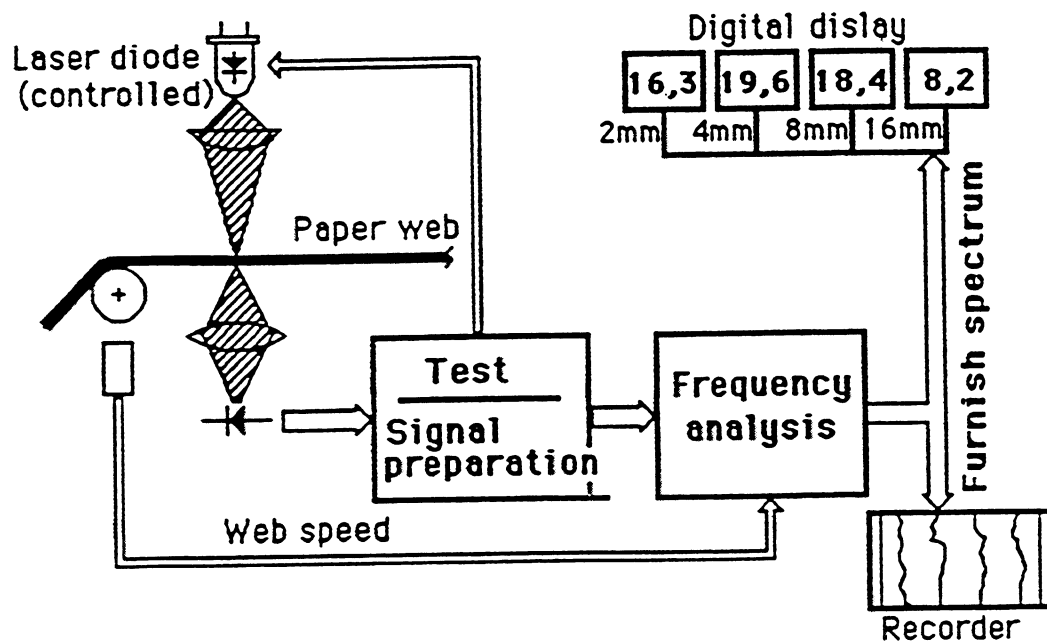 Laser diode
(controlled)
Digital dislay
16,3 19,6 18,4 8,2
2mm 4mm 8mm 16mm
Paper web
Furnish spectrum
Test
Signal
preparation
Frequency
analysis
Web speed
Recorder